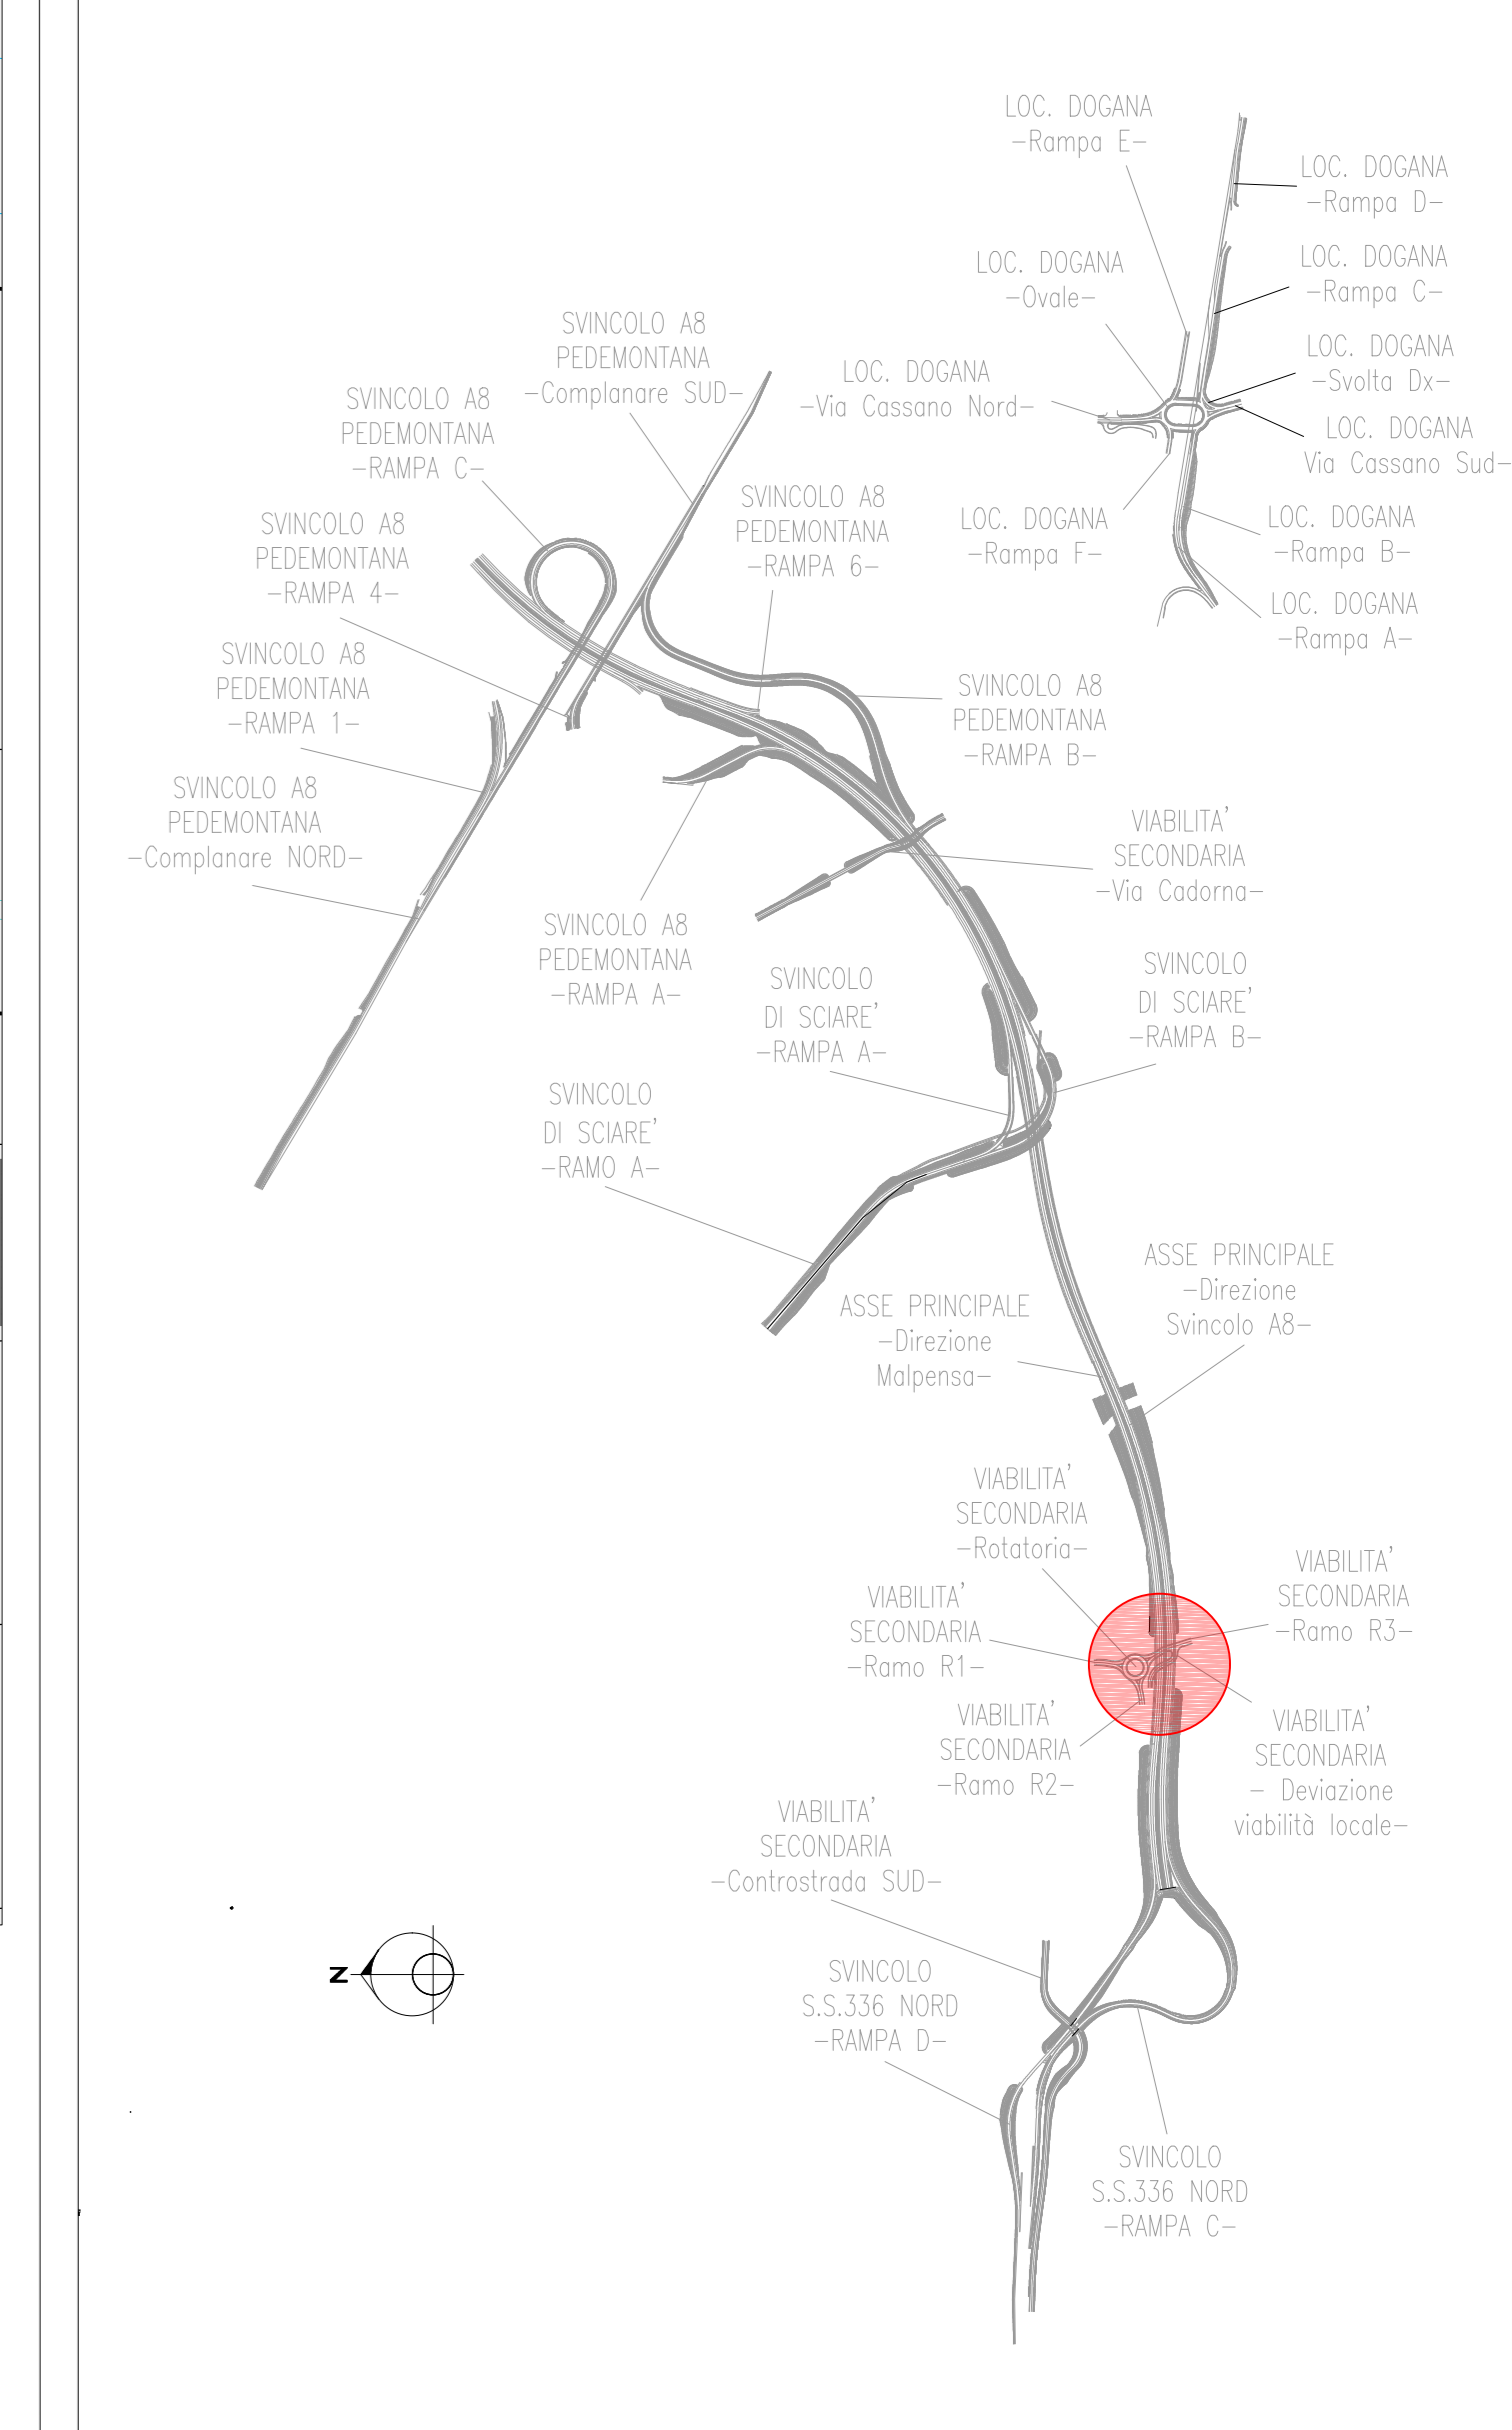 LOC. DOGANA
-Rampa E-
LOC. DOGANA
-Rampa D-
LOC. DOGANA
-Ovale-
LOC. DOGANA
-Rampa C-
SVINCOLO A8
PEDEMONTANA
-Complanare SUD-
LOC. DOGANA
-Svolta Dx-
LOC. DOGANA
-Via Cassano Nord-
SVINCOLO A8
PEDEMONTANA
-RAMPA C-
LOC. DOGANA
Via Cassano Sud-
SVINCOLO A8
PEDEMONTANA
-RAMPA 6-
SVINCOLO A8
PEDEMONTANA
-RAMPA 4-
LOC. DOGANA
-Rampa F-
LOC. DOGANA
-Rampa B-
LOC. DOGANA
-Rampa A-
SVINCOLO A8
PEDEMONTANA
-RAMPA 1-
SVINCOLO A8
PEDEMONTANA
-RAMPA B-
SVINCOLO A8
PEDEMONTANA
-Complanare NORD-
VIABILITA'
SECONDARIA
-Via Cadorna-
SVINCOLO A8
PEDEMONTANA
-RAMPA A-
SVINCOLO
DI SCIARE'
-RAMPA A-
SVINCOLO
DI SCIARE'
-RAMPA B-
SVINCOLO
DI SCIARE'
-RAMO A-
ASSE PRINCIPALE
-Direzione
Svincolo A8-
ASSE PRINCIPALE
-Direzione
Malpensa-
VIABILITA'
SECONDARIA
-Rotatoria-
VIABILITA'
SECONDARIA
-Ramo R3-
VIABILITA'
SECONDARIA
-Ramo R1-
VIABILITA'
SECONDARIA
-Ramo R2-
VIABILITA'
SECONDARIA
- Deviazione
viabilità locale-
VIABILITA'
SECONDARIA
-Controstrada SUD-
N
SVINCOLO
S.S.336 NORD
-RAMPA D-
SVINCOLO
S.S.336 NORD
-RAMPA C-